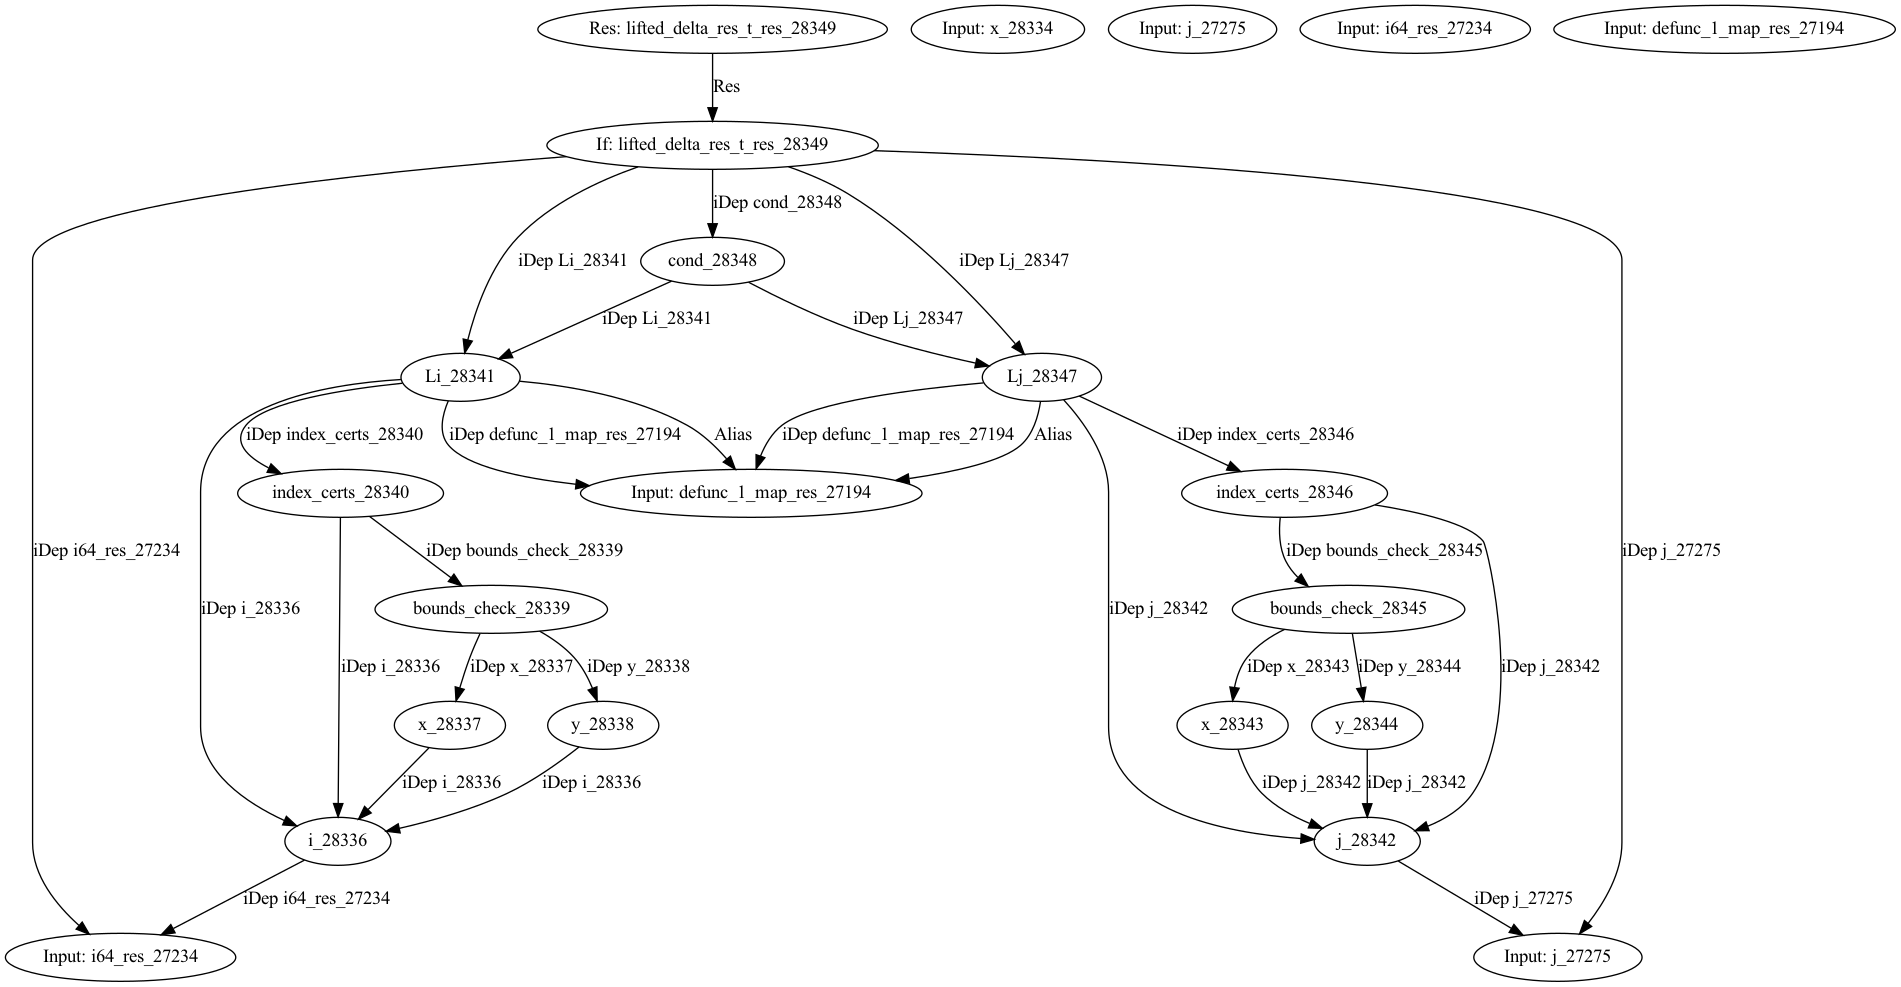 Res: lifted_delta_res_t_res_28349
Input: x_28334
Input: j_27275
Input: i64_res_27234
Input: defunc_1_map_res_27194
Res
If: lifted_delta_res_t_res_28349
iDep cond_28348
iDep Li_28341
cond_28348
iDep Lj_28347
iDep Li_28341
iDep Lj_28347
Li_28341
Lj_28347
iDep index_certs_28340
iDep defunc_1_map_res_27194
Alias
iDep defunc_1_map_res_27194
Alias
iDep index_certs_28346
index_certs_28340
Input: defunc_1_map_res_27194
index_certs_28346
iDep i64_res_27234
iDep bounds_check_28339
iDep bounds_check_28345
iDep j_27275
iDep i_28336
bounds_check_28339
iDep j_28342
bounds_check_28345
iDep i_28336
iDep x_28337
iDep y_28338
iDep x_28343
iDep y_28344
iDep j_28342
x_28337
y_28338
x_28343
y_28344
iDep i_28336
iDep i_28336
iDep j_28342
iDep j_28342
i_28336
j_28342
iDep i64_res_27234
iDep j_27275
Input: i64_res_27234
Input: j_27275